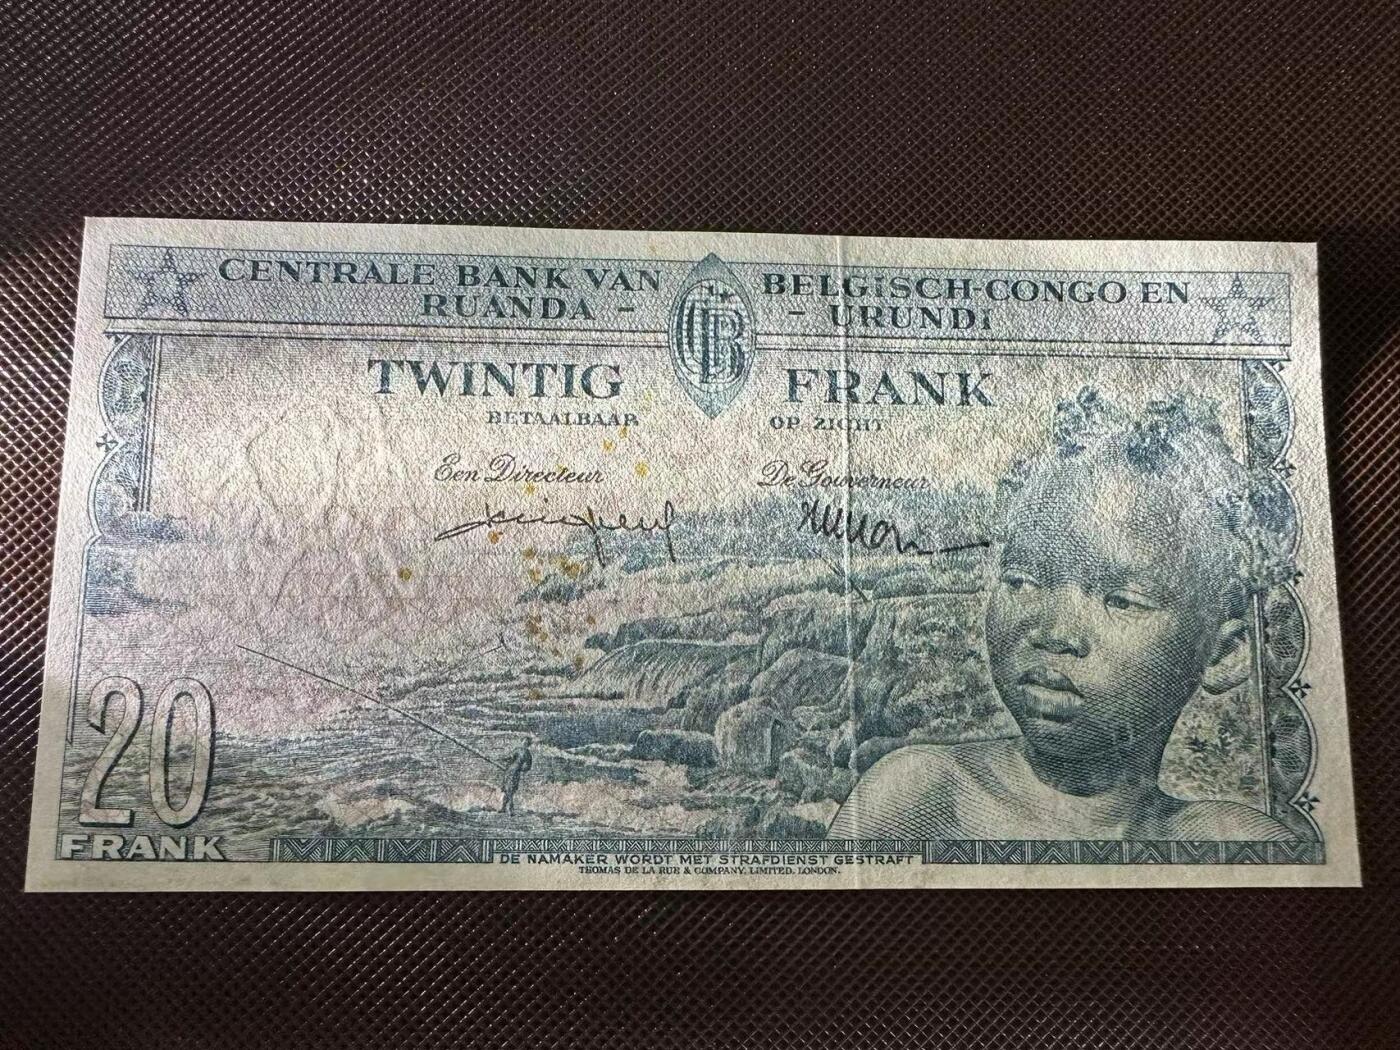 CENTRALE BANK VAN BELGISCH-CONGO EN
RUANDA - - URUNDI
TWINTIG FRANK
BETAALBAAR OP ZICHT
Een Directeur De Gouverneur
20
FRANK
DE NAMAKER WORDT MET STRAFDIENST GESTRAFT
THOMAS DE LA RUE & COMPANY, LIMITED, LONDON.